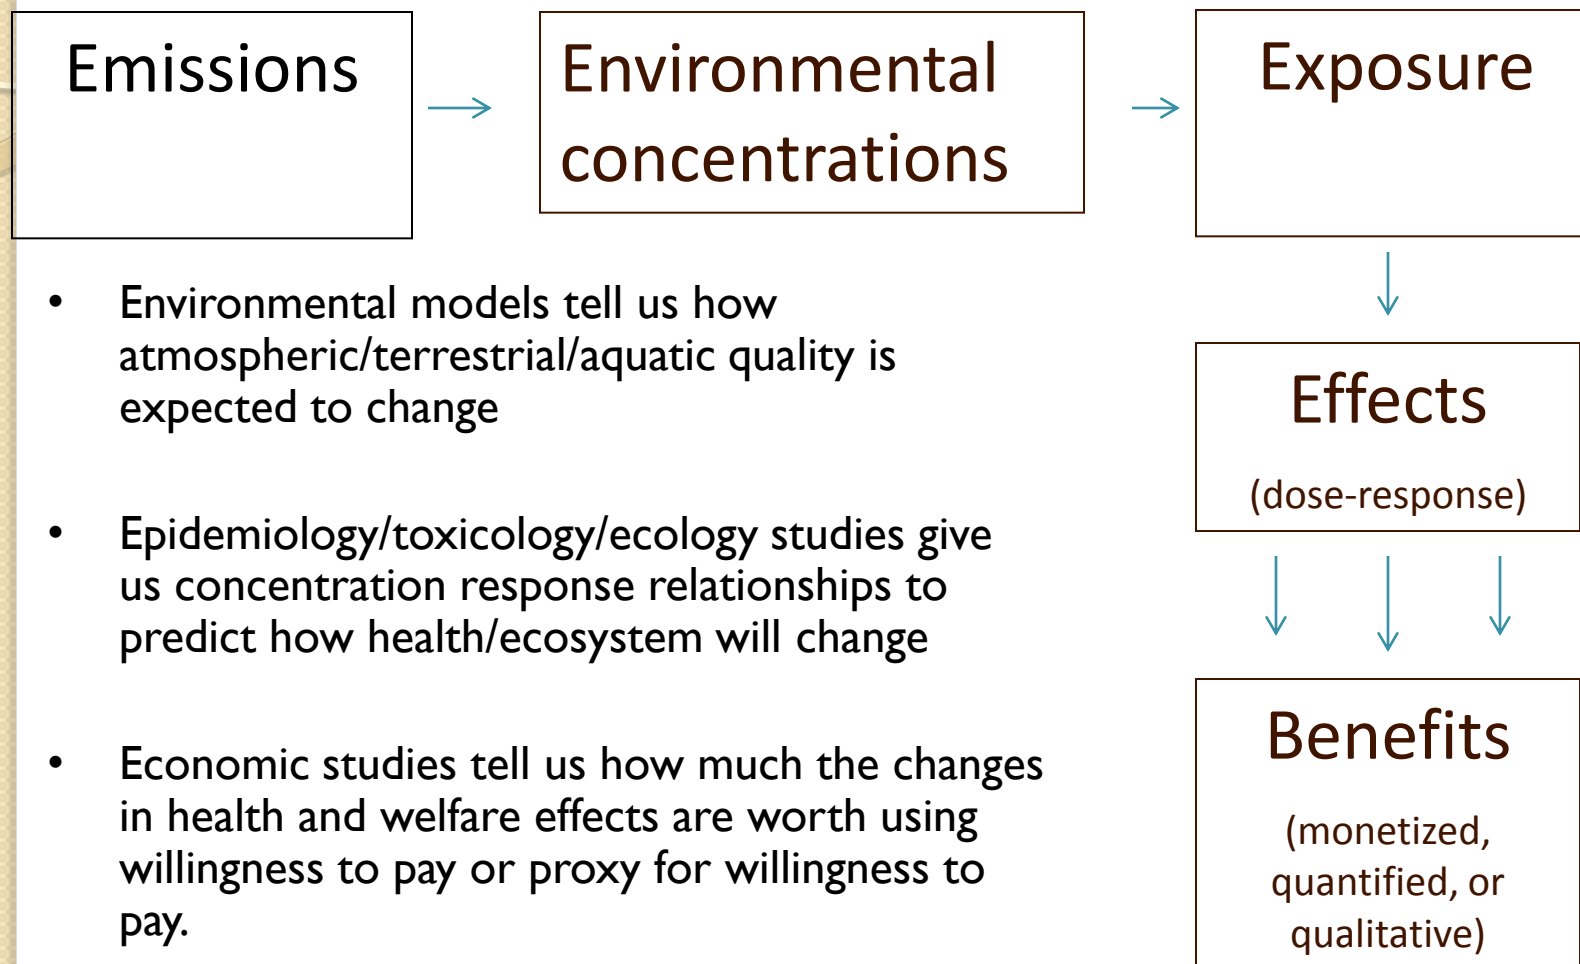 Emissions
Environmental
concentrations
Exposure
• Environmental models tell us how
atmospheric/terrestrial/aquatic quality is
expected to change
• Epidemiology/toxicology/ecology studies give
us concentration response relationships to
predict how health/ecosystem will change
• Economic studies tell us how much the changes
in health and welfare effects are worth using
willingness to pay or proxy for willingness to
pay.
Effects
(dose-response)
Benefits
(monetized,
quantified, or
qualitative)